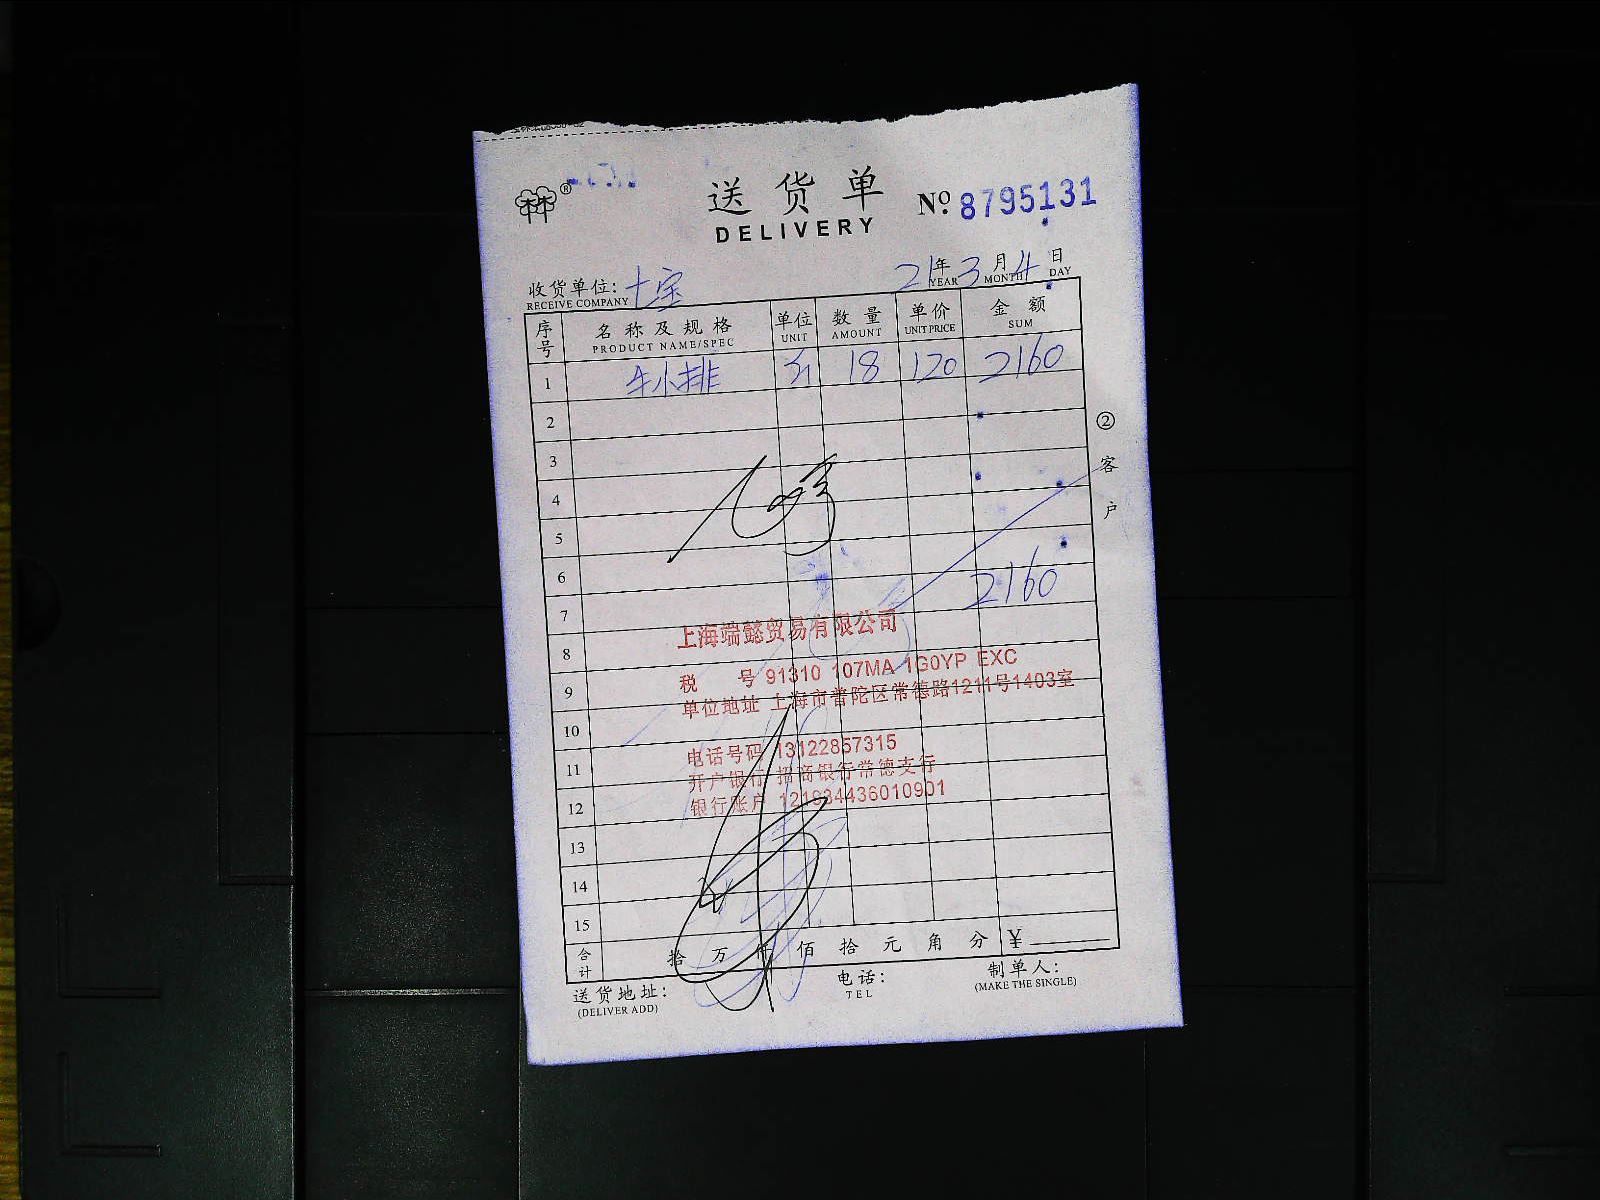 送货单
DELIVERY
No. 8795131
收货单位: 七宝
RECEIVE COMPANY
21 年 3 月 4 日
YEAR MONTH DAY
序号 名称及规格 单位 数量 单价 金额
PRODUCT NAME/SPEC UNIT AMOUNT UNIT PRICE SUM
1 牛小排 18 120 2160
2
3
4
5
6
2160
7
8
9
10
11
12
13
14
15
上海端懿贸易有限公司
税 号 91310 107MA 1G0YP EXC
单位地址 上海市普陀区常德路1211号1403室
电话号码 13122857315
开户银行 招商银行常德支行
银行账户 121934436010901
合计 拾 万 仟 佰 拾 元 角 分 ¥
送货地址:
(DELIVER ADD)
电话:
TEL
制单人:
(MAKE THE SINGLE)
② 客户